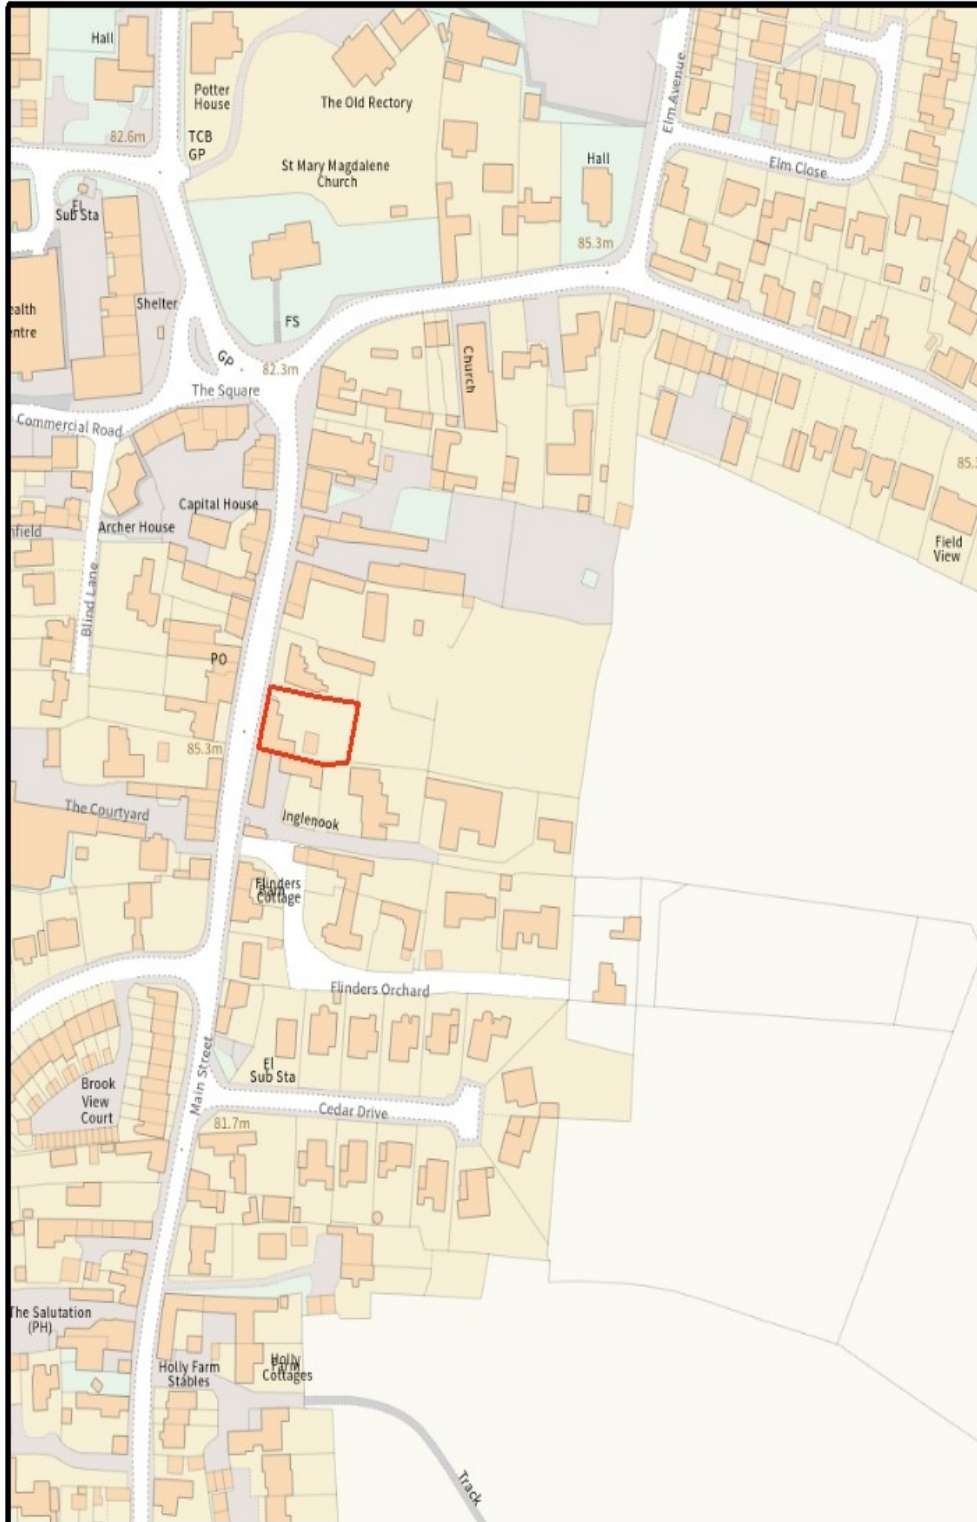 Hall
Potter
House
The Old Rectory
82.6m
TCB
GP
Elm Avenue
St Mary Magdalene
Church
Hall
Elm Close
El
Sub Sta
85.3m
Shelter
ealth
entre
FS
GP
82.3m
Church
The Square
Commercial Road
85.
Capital House
Archer House
nfield
Field
View
Blind Lane
PO
85.3m
The Courtyard
Inglenook
Flinders
Cottage
Flinders Orchard
Main Street
El
Sub Sta
Brook
View
Court
Cedar Drive
81.7m
The Salutation
(PH)
Holly Farm
Stables
Holly
Farm
Cottages
Track